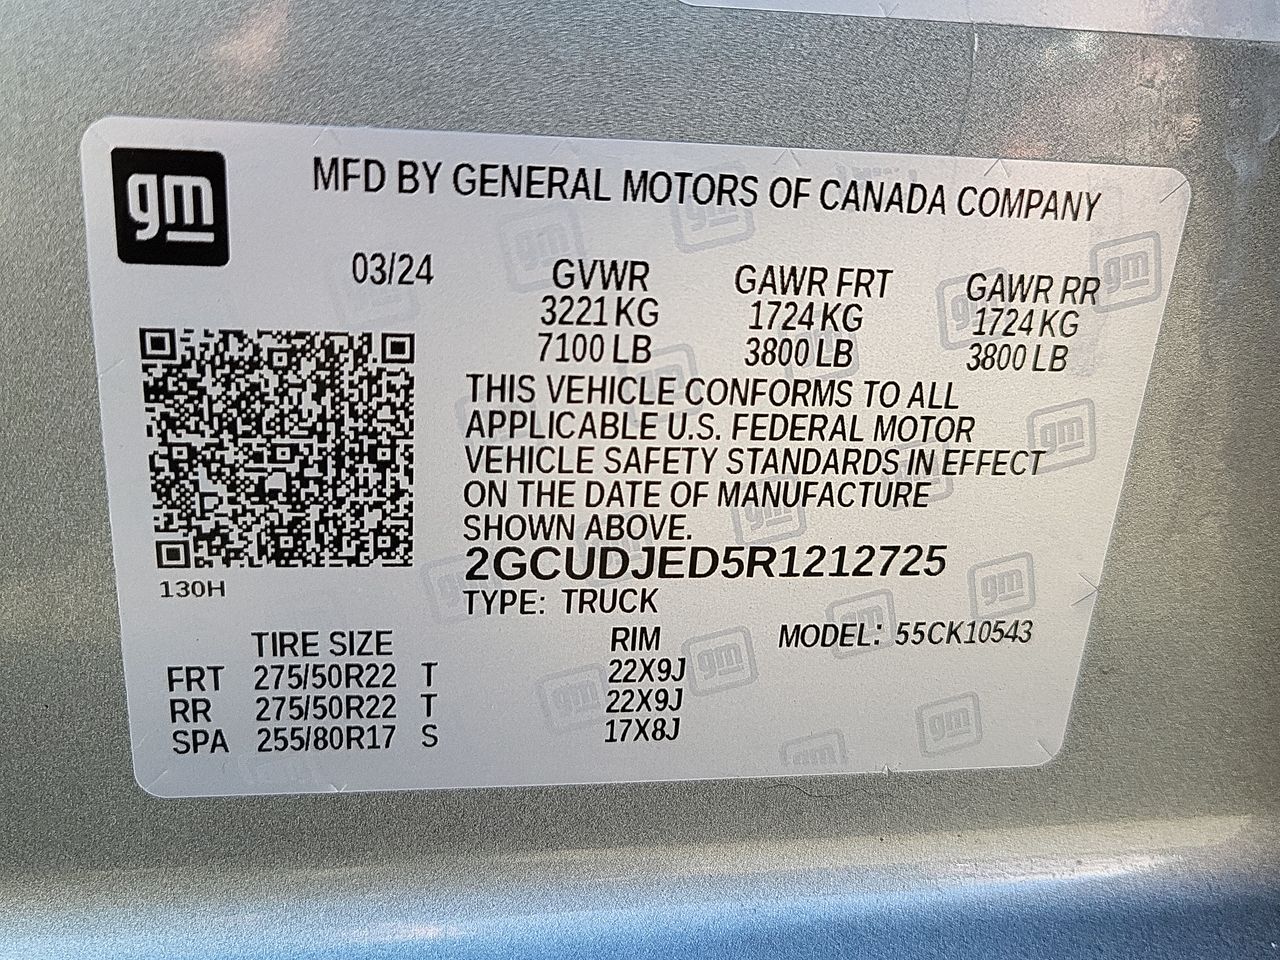 gm
MFD BY GENERAL MOTORS OF CANADA COMPANY
03/24 GVWR GAWR FRT GAWR RR
3221 KG 1724 KG 1724 KG
7100 LB 3800 LB 3800 LB
THIS VEHICLE CONFORMS TO ALL
APPLICABLE U.S. FEDERAL MOTOR
VEHICLE SAFETY STANDARDS IN EFFECT
ON THE DATE OF MANUFACTURE
SHOWN ABOVE.
2GCUDJED5R1212725
130H
TYPE: TRUCK
TIRE SIZE RIM MODEL: 55CK10543
FRT 275/50R22 T 22X9J
RR 275/50R22 T 22X9J
SPA 255/80R17 S 17X8J